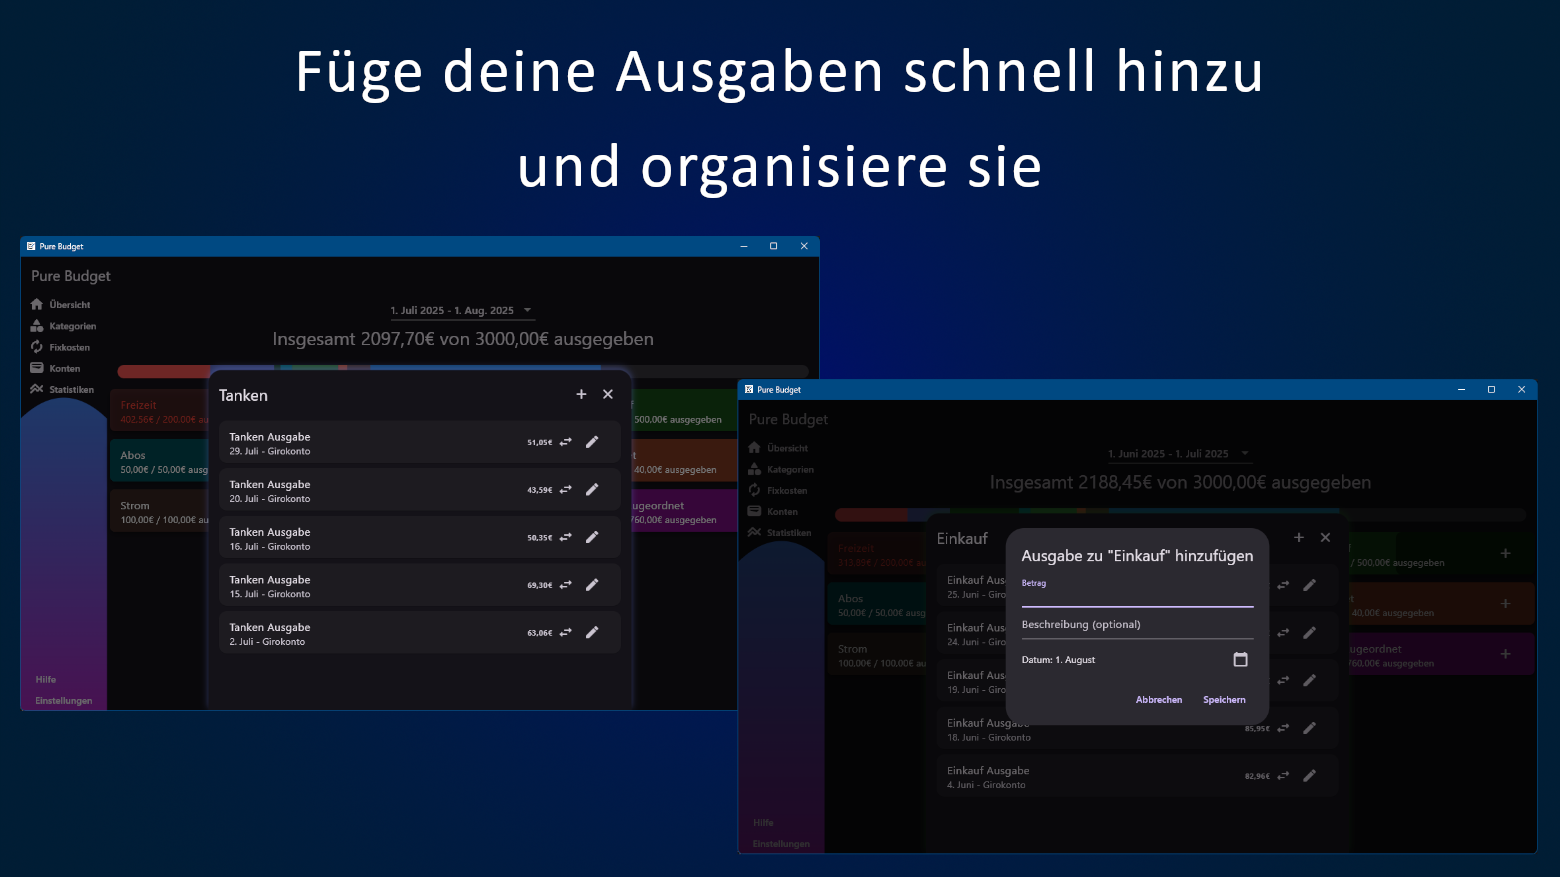 Füge deine Ausgaben schnell hinzu
und organisiere sie
Pure Budget
Pure Budget
Übersicht
Kategorien
Fixkosten
Konten
Statistiken
Hilfe
Einstellungen
1. Juli 2025 - 1. Aug. 2025
Insgesamt 2097,70€ von 3000,00€ ausgegeben
Freizeit
402,56€ / 200,00€ au
Abos
50,00€ / 50,00€ ausg
Strom
100,00€ / 100,00€ au
f
500,00€ ausgegeben
t
40,00€ ausgegeben
ugeordnet
760,00€ ausgegeben
Tanken
Tanken Ausgabe
29. Juli - Girokonto
51,05€
Tanken Ausgabe
20. Juli - Girokonto
43,59€
Tanken Ausgabe
16. Juli - Girokonto
50,35€
Tanken Ausgabe
15. Juli - Girokonto
69,30€
Tanken Ausgabe
2. Juli - Girokonto
63,06€
Pure Budget
Pure Budget
Übersicht
Kategorien
Fixkosten
Konten
Statistiken
Hilfe
Einstellungen
1. Juni 2025 - 1. Juli 2025
Insgesamt 2188,45€ von 3000,00€ ausgegeben
Freizeit
313,89€ / 200,00€ au
Abos
50,00€ / 50,00€ ausg
Strom
100,00€ / 100,00€ au
/ 500,00€ ausgegeben
t
40,00€ ausgegeben
ugeordnet
760,00€ ausgegeben
Einkauf
Einkauf Aus
25. Juni - Giro
Einkauf Aus
24. Juni - Giro
Einkauf Aus
19. Juni - Giro
Einkauf Ausgabe
18. Juni - Girokonto
85,95€
Einkauf Ausgabe
4. Juni - Girokonto
82,96€
Ausgabe zu "Einkauf" hinzufügen
Betrag
Beschreibung (optional)
Datum: 1. August
Abbrechen
Speichern